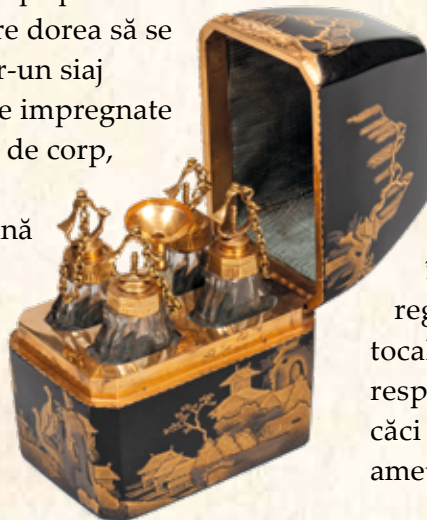 re dorea să se
r-un siaj
e impregnate
de corp,
nă
reg
tocal
resp
căci
amet